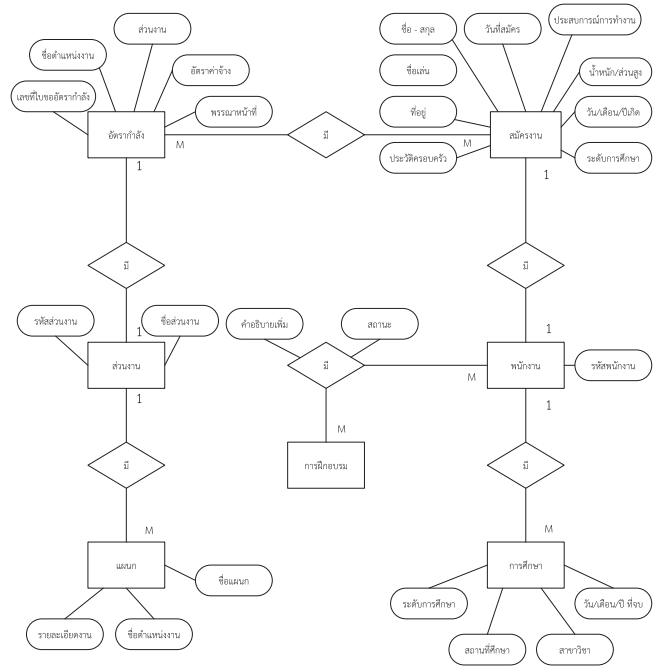 ส่วนงาน
ชื่อ - สกุล
วันที่สมัคร
ประสบการณ์การทำงาน
ชื่อตำแหน่งงาน
อัตราค่าจ้าง
ชื่อเล่น
น้ำหนัก/ส่วนสูง
เลขที่ใบขออัตรากำลัง
พรรณาหน้าที่
ที่อยู่
วัน/เดือน/ปีเกิด
อัตรากำลัง
M
มี
M
สมัครงาน
ประวัติครอบครัว
ระดับการศึกษา
1
1
มี
มี
รหัสส่วนงาน
1
ชื่อส่วนงาน
คำอธิบายเพิ่ม
สถานะ
1
ส่วนงาน
มี
M
พนักงาน
รหัสพนักงาน
1
1
M
มี
การฝึกอบรม
มี
M
M
แผนก
ชื่อแผนก
การศึกษา
ระดับการศึกษา
วัน/เดือน/ปี ที่จบ
รายละเอียดงาน
ชื่อตำแหน่งงาน
สถานที่ศึกษา
สาขาวิชา